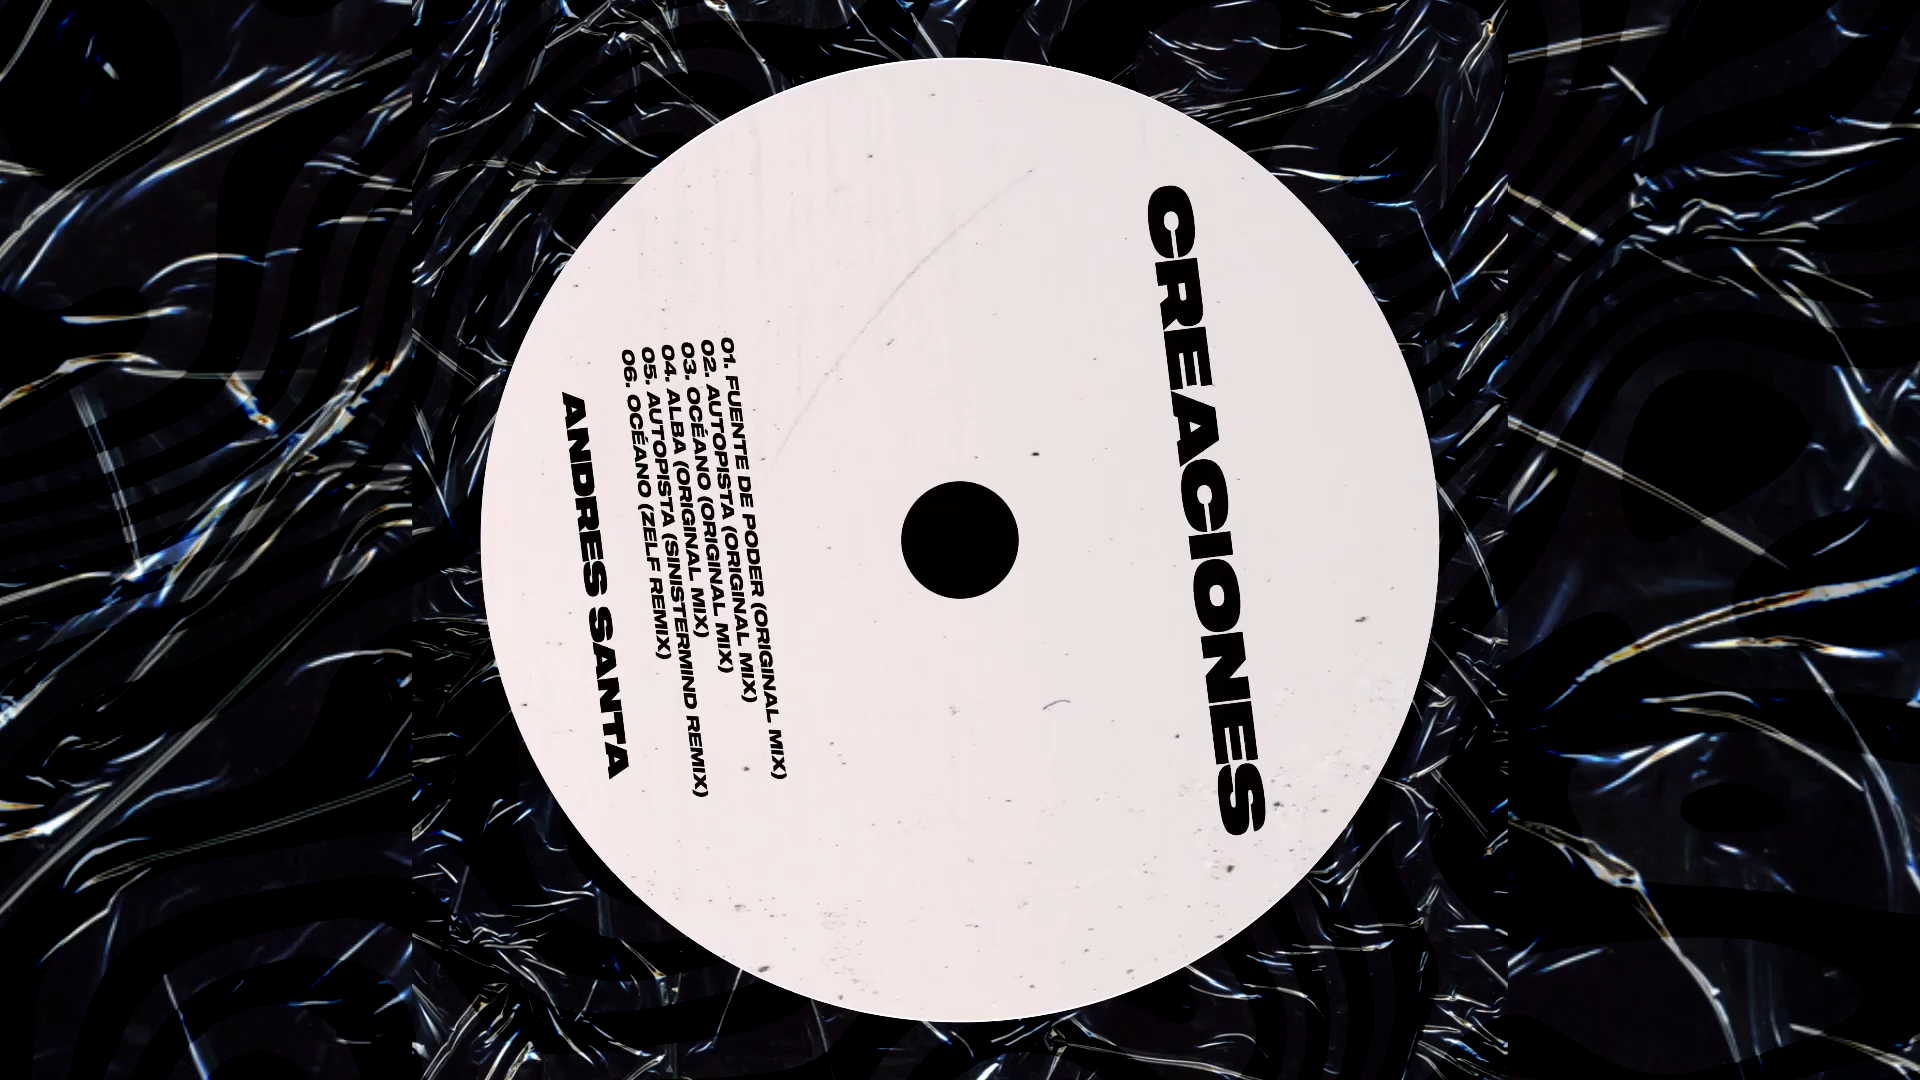 CREACIONES
01. FUENTE DE PODER (ORIGINAL MIX)
02. AUTOPISTA (ORIGINAL MIX)
03. OCÉANO (ORIGINAL MIX)
04. ALBA (ORIGINAL MIX)
05. AUTOPISTA (SINISTERMIND REMIX)
06. OCÉANO (ZELF REMIX)
ANDRES SANTA